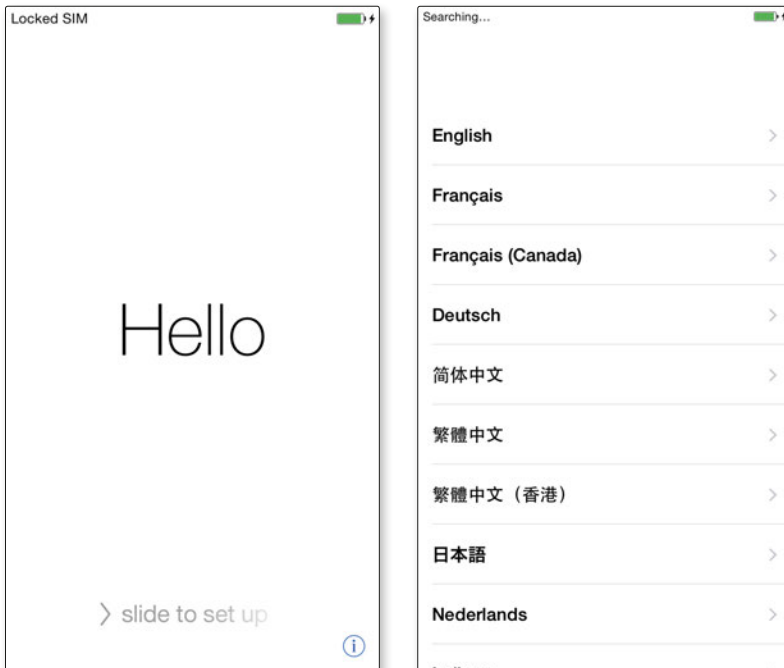 Locked SIM
Hello
slide to set up
Searching...
English
Français
Français (Canada)
Deutsch
简体中文
繁體中文
繁體中文（香港）
日本語
Nederlands